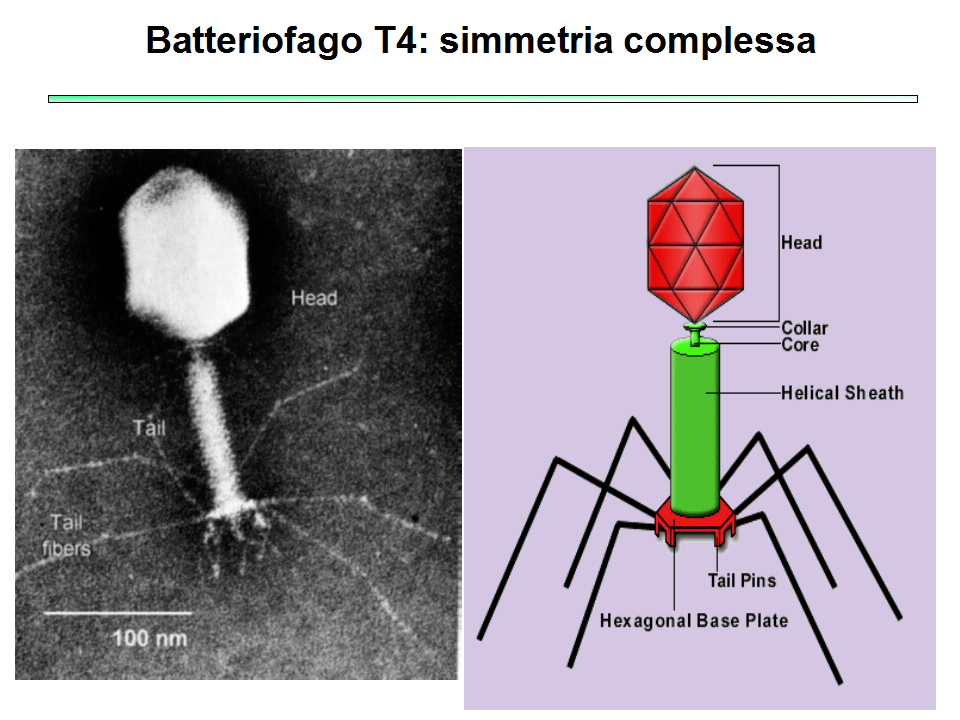 Batteriofago T4: simmetria complessa
Head
Tail
Tail
fibers
100 nm
Head
Collar
Core
Helical Sheath
Tail Pins
Hexagonal Base Plate